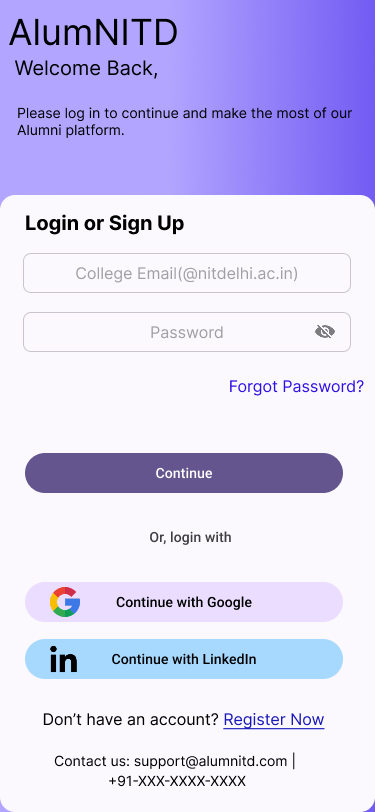 AlumNITD
Welcome Back,
Please log in to continue and make the most of our
Alumni platform.
Login or Sign Up
College Email(@nitdelhi.ac.in)
Password
Forgot Password?
Continue
Or, login with
Continue with Google
in Continue with LinkedIn
Don’t have an account? Register Now
Contact us: support@alumnitd.com |
+91-XXX-XXXX-XXXX